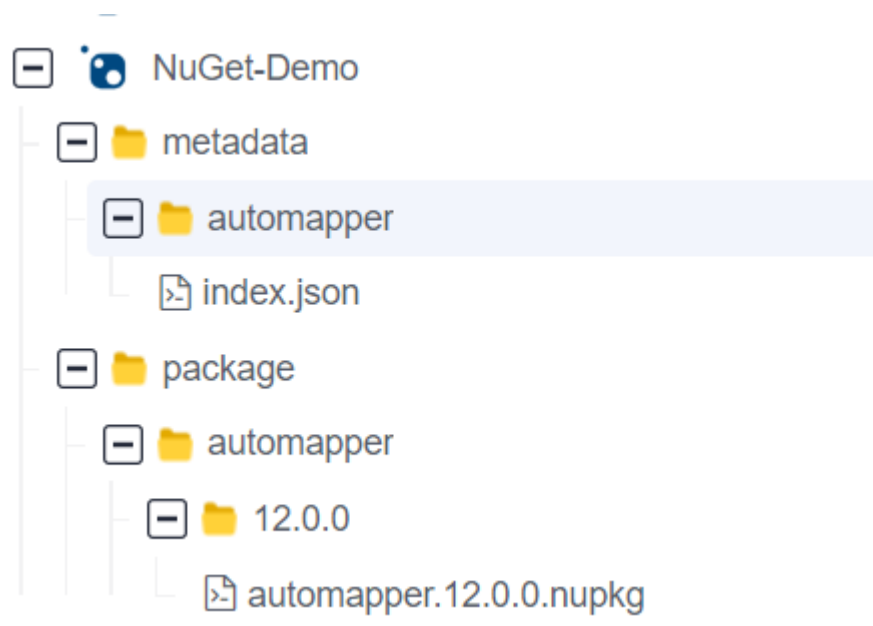 NuGet-Demo
metadata
automapper
index.json
package
automapper
12.0.0
automapper.12.0.0.nupkg